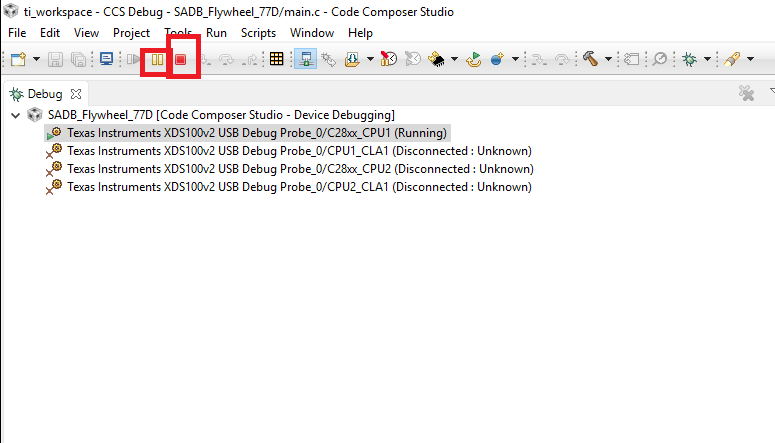 ti_workspace - CCS Debug - SADB_Flywheel_77D/main.c - Code Composer Studio
File Edit View Project Tools Run Scripts Window Help
Debug
SADB_Flywheel_77D [Code Composer Studio - Device Debugging]
Texas Instruments XDS100v2 USB Debug Probe_0/C28xx_CPU1 (Running)
Texas Instruments XDS100v2 USB Debug Probe_0/CPU1_CLA1 (Disconnected : Unknown)
Texas Instruments XDS100v2 USB Debug Probe_0/C28xx_CPU2 (Disconnected : Unknown)
Texas Instruments XDS100v2 USB Debug Probe_0/CPU2_CLA1 (Disconnected : Unknown)